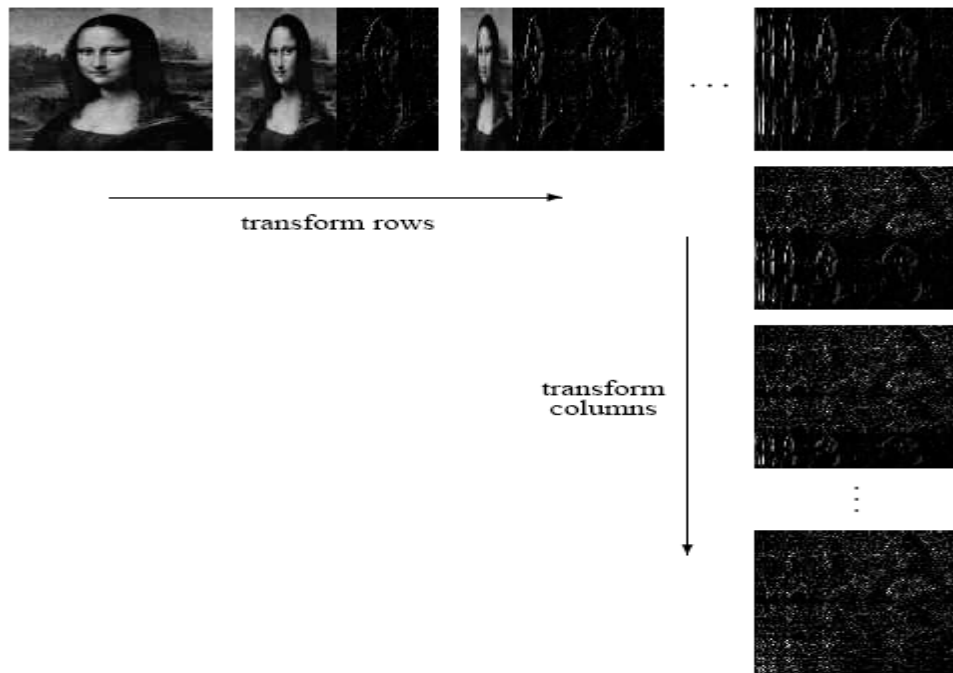 . . .
transform rows
transform
columns